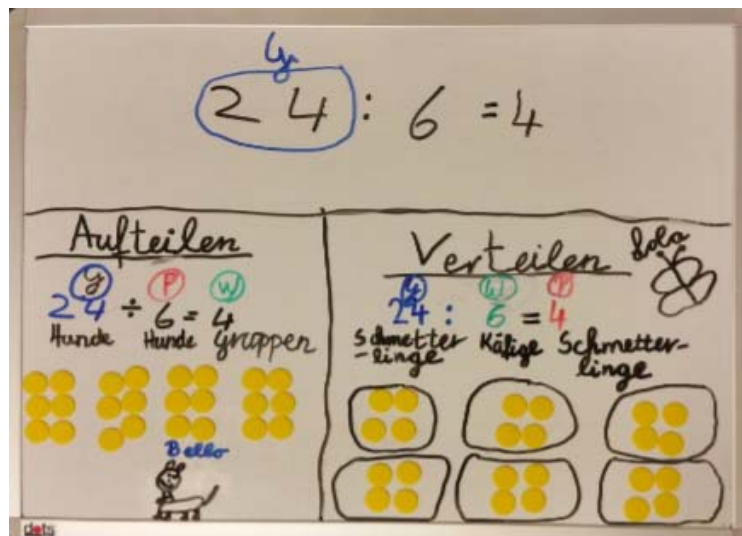 G
24 : 6 = 4
Aufteilen
G P W
24 ÷ 6 = 4
Hunde Hunde Gruppen
Bello
Verteilen
G W P
24 : 6 = 4
Schmetter- Käfige Schmetter-
-linge linge
dots